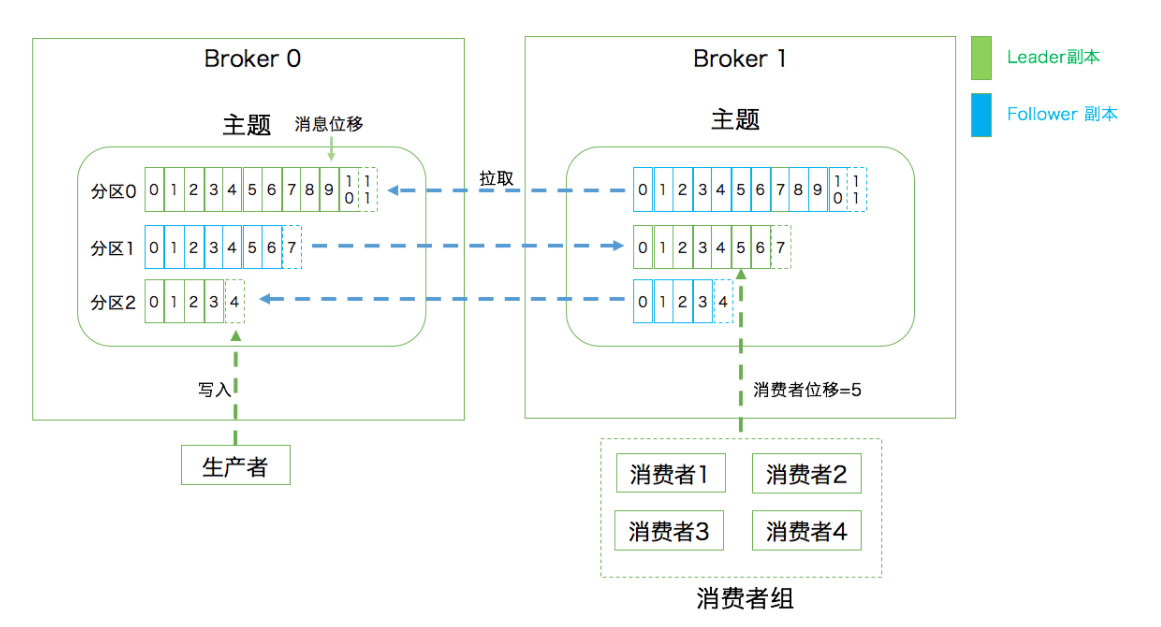 Broker 0
主题
消息位移
分区0 0 1 2 3 4 5 6 7 8 9 10 11
分区1 0 1 2 3 4 5 6 7
分区2 0 1 2 3 4
写入
生产者
拉取
Broker 1
主题
0 1 2 3 4 5 6 7 8 9 10 11
0 1 2 3 4 5 6 7
0 1 2 3 4
消费者位移=5
消费者1 消费者2
消费者3 消费者4
消费者组
Leader副本
Follower 副本